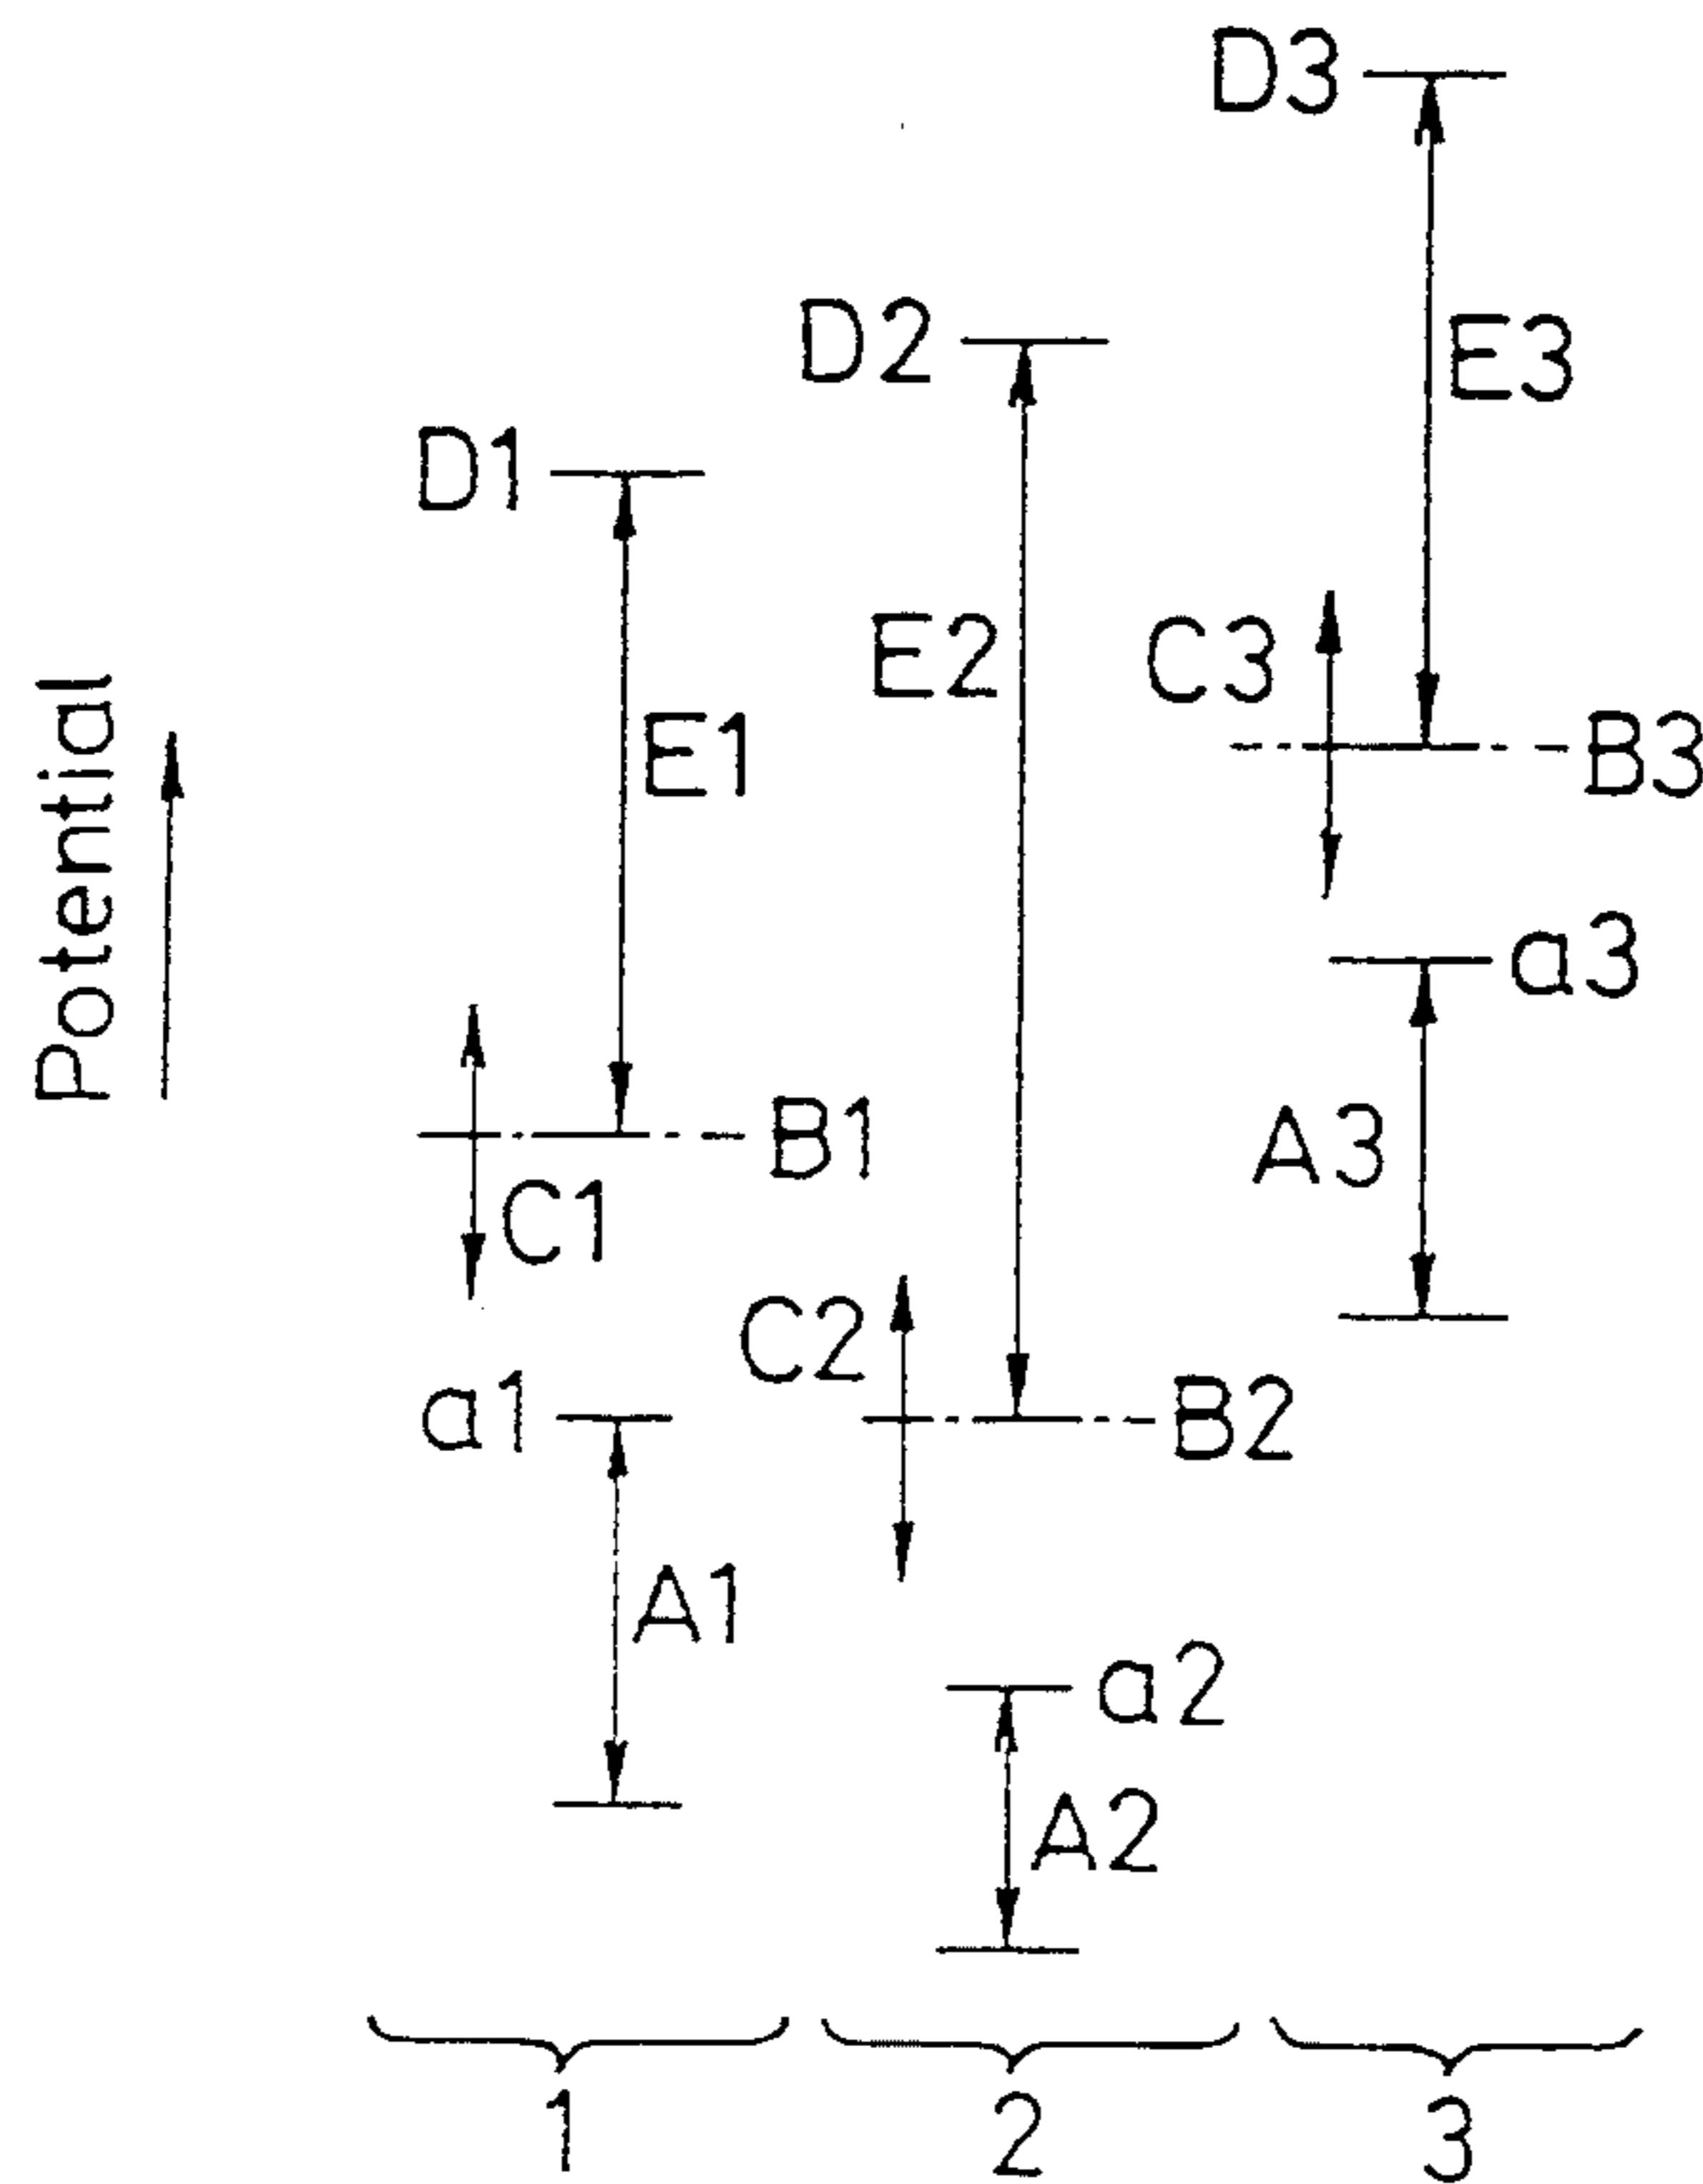 D3
D2
E3
D1
E2
C3
Potential
E1
B3
a3
B1
A3
C1
C2
a1
B2
A1
a2
A2
1
2
3